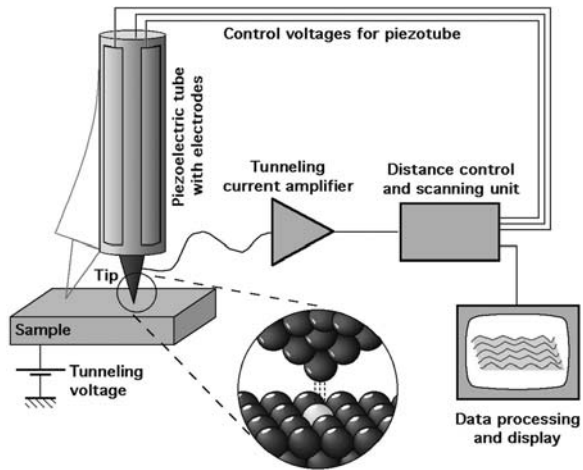 Control voltages for piezotube
Piezoelectric tube
with electrodes
Tunneling
current amplifier
Distance control
and scanning unit
Tip
Sample
Tunneling
voltage
Data processing
and display